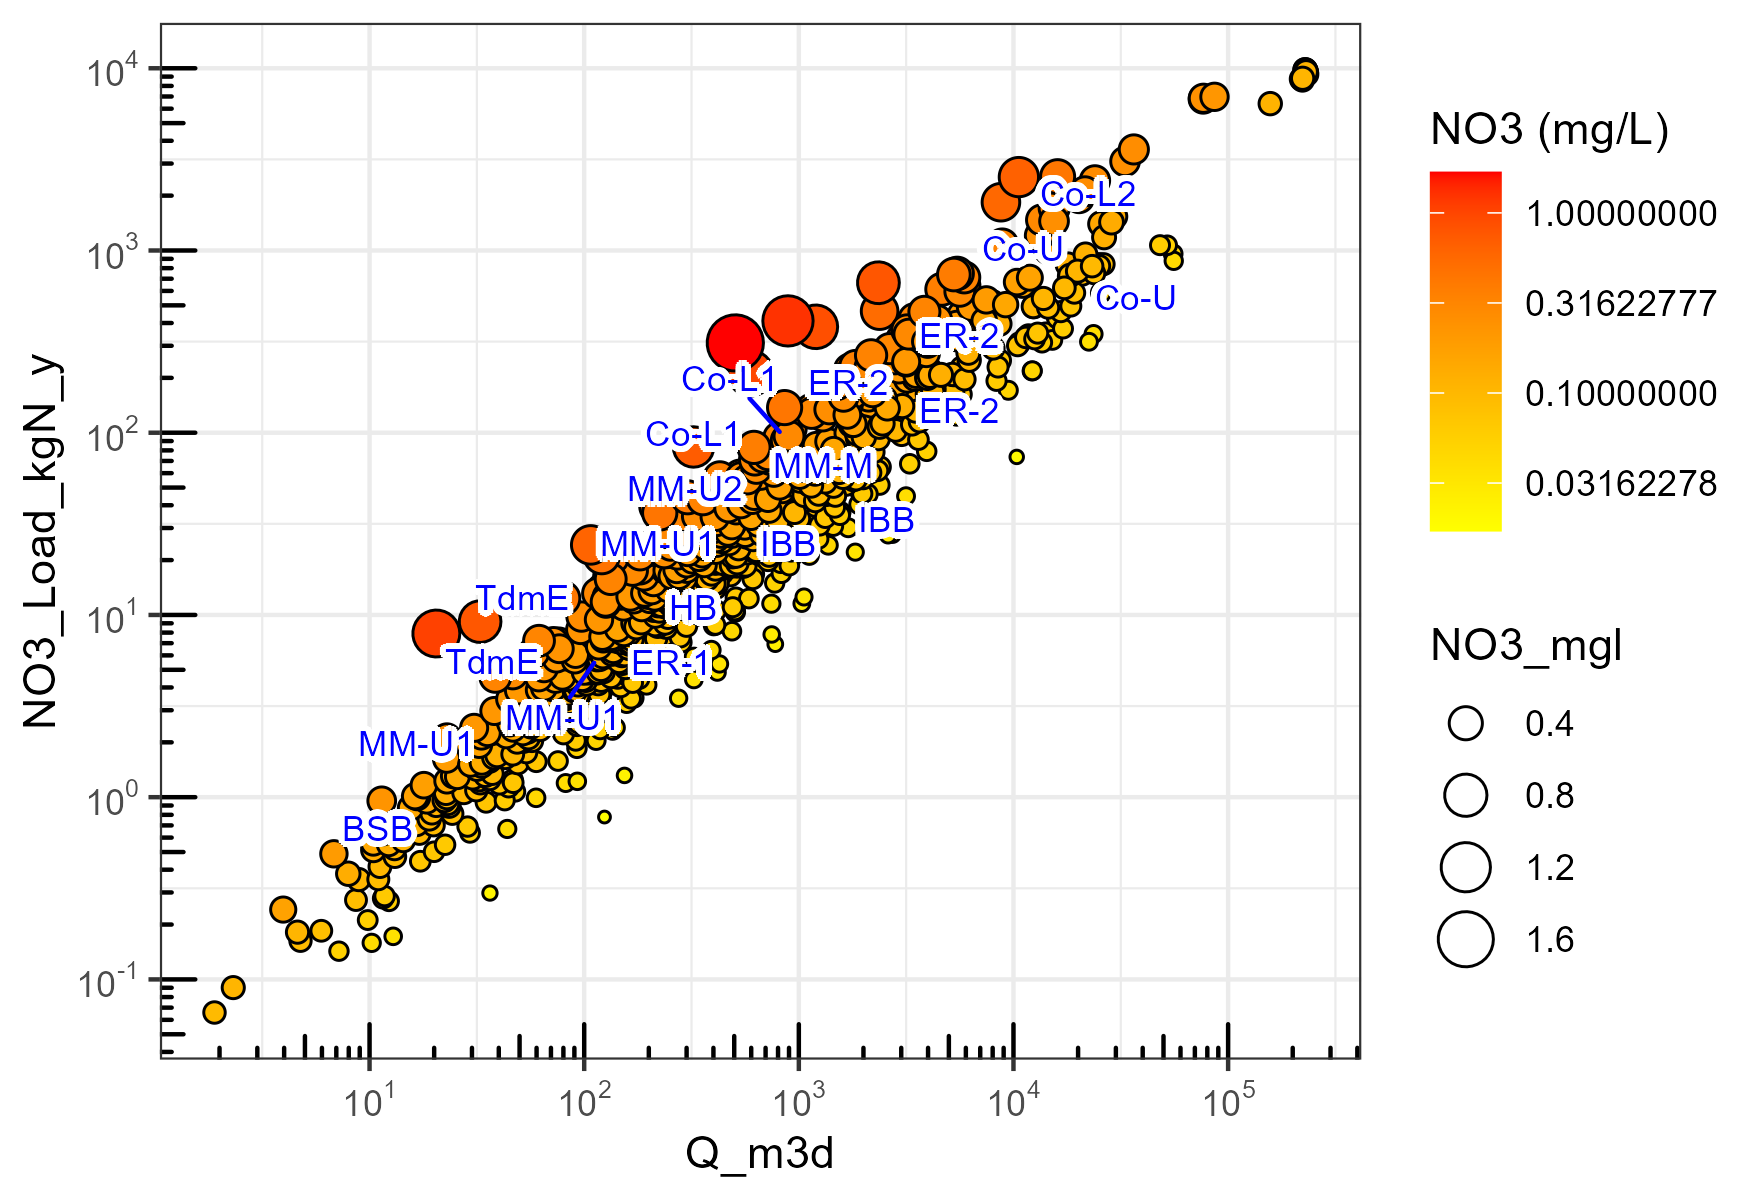 10^4
10^3
10^2
10^1
10^0
10^-1
NO3_Load_kgN_y
Co-L2
Co-U
Co-U
ER-2
Co-L1
ER-2
ER-2
Co-L1
MM-M
MM-U2
IBB
MM-U1
IBB
TdmE
HB
TdmE
ER-1
MM-U1
MM-U1
BSB
10^1
10^2
10^3
10^4
10^5
Q_m3d
NO3 (mg/L)
1.00000000
0.31622777
0.10000000
0.03162278
NO3_mgl
0.4
0.8
1.2
1.6